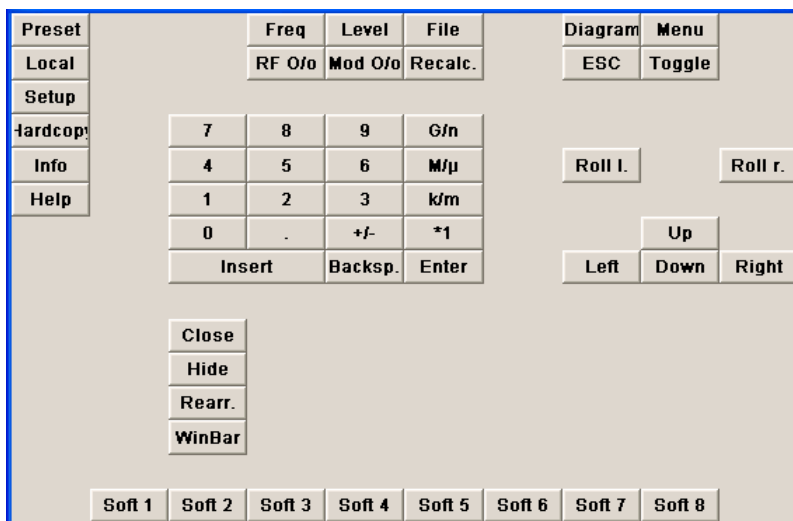 Preset Freq Level File Diagram Menu
Local RF O/o Mod O/o Recalc. ESC Toggle
Setup
Hardcopy 7 8 9 G/n
Info 4 5 6 M/µ Roll l. Roll r.
Help 1 2 3 k/m
0 . +/- *1 Up
Insert Backsp. Enter Left Down Right
Close
Hide
Rearr.
WinBar
Soft 1 Soft 2 Soft 3 Soft 4 Soft 5 Soft 6 Soft 7 Soft 8